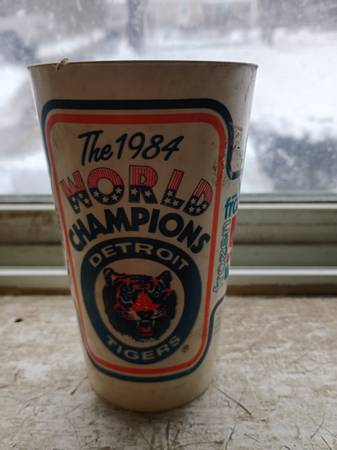 The 1984
WORLD
CHAMPIONS
DETROIT
TIGERS
®